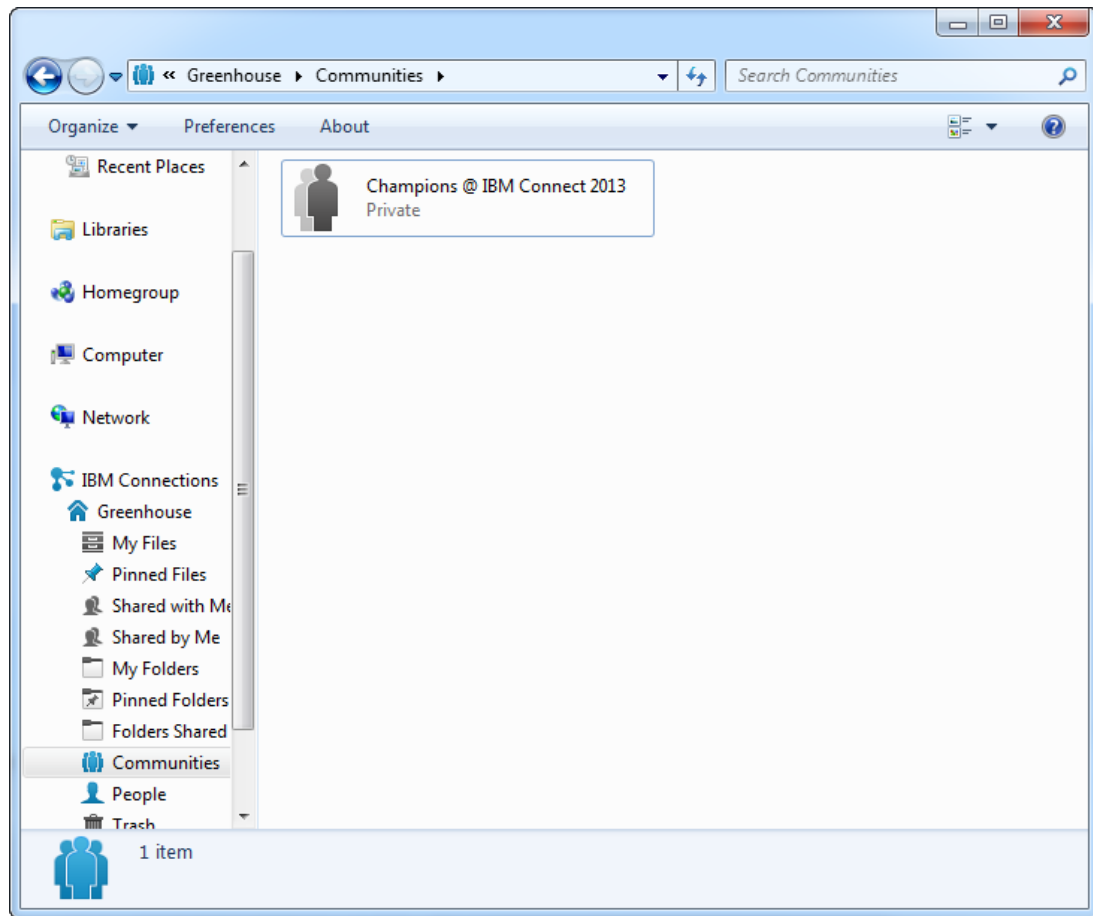 « Greenhouse Communities
Search Communities
Organize Preferences About
Recent Places
Libraries
Homegroup
Computer
Network
IBM Connections
Greenhouse
My Files
Pinned Files
Shared with Me
Shared by Me
My Folders
Pinned Folders
Folders Shared
Communities
People
Trash
Champions @ IBM Connect 2013
Private
1 item